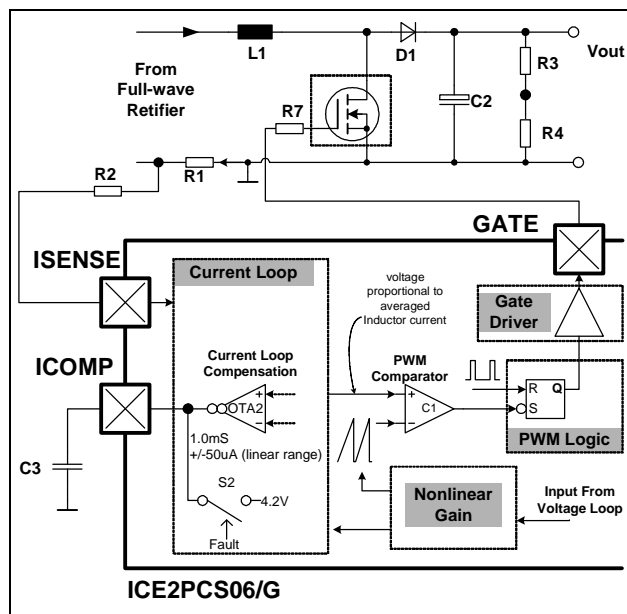 L1
D1
Vout
From
Full-wave
Retifier
R3
R7
C2
R4
R2
R1
GATE
ISENSE
Current Loop
voltage
proportional to
averaged
Inductor current
Gate
Driver
ICOMP
Current Loop
Compensation
PWM
Comparator
+
-
OTA2
+
-
C1
R
Q
S
1.0mS
+/-50uA (linear range)
PWM Logic
C3
S2
4.2V
Fault
Nonlinear
Gain
Input From
Voltage Loop
ICE2PCS06/G